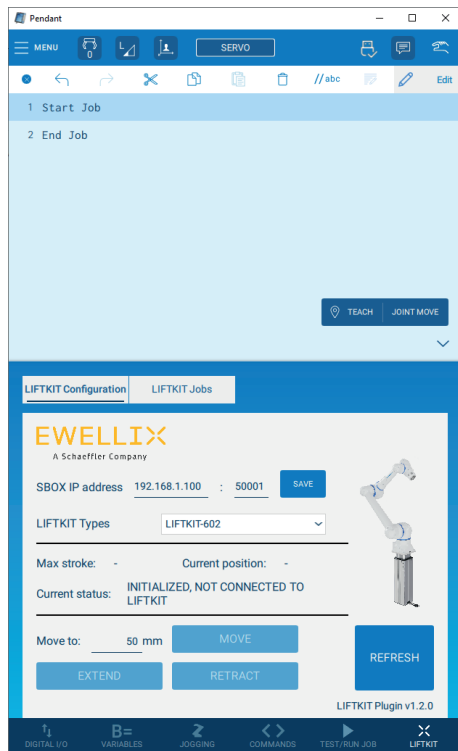 Pendant
MENU 0 SERVO
//abc Edit
1 Start Job
2 End Job
TEACH JOINT MOVE
LIFTKIT Configuration LIFTKIT Jobs
EWELLIX
A Schaeffler Company
SBOX IP address 192.168.1.100 : 50001 SAVE
LIFTKIT Types LIFTKIT-602
Max stroke: - Current position: -
Current status: INITIALIZED, NOT CONNECTED TO
LIFTKIT
Move to: 50 mm MOVE
EXTEND RETRACT REFRESH
LIFTKIT Plugin v1.2.0
B=
DIGITAL I/O VARIABLES JOGGING COMMANDS TEST/RUN JOB LIFTKIT